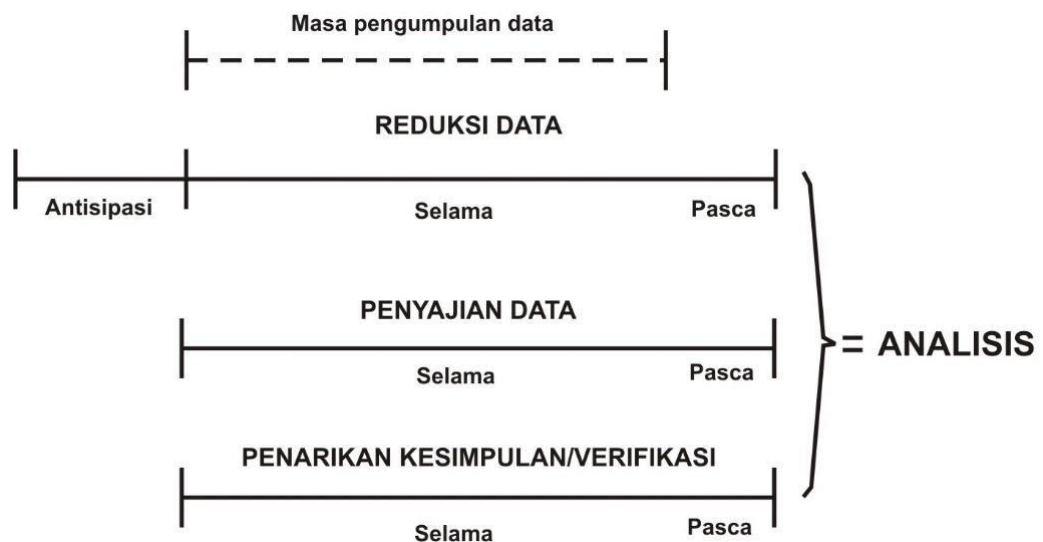 Masa pengumpulan data
REDUKSI DATA
Antisipasi
Selama
Pasca
PENYAJIAN DATA
Selama
Pasca
= ANALISIS
PENARIKAN KESIMPULAN/VERIFIKASI
Selama
Pasca